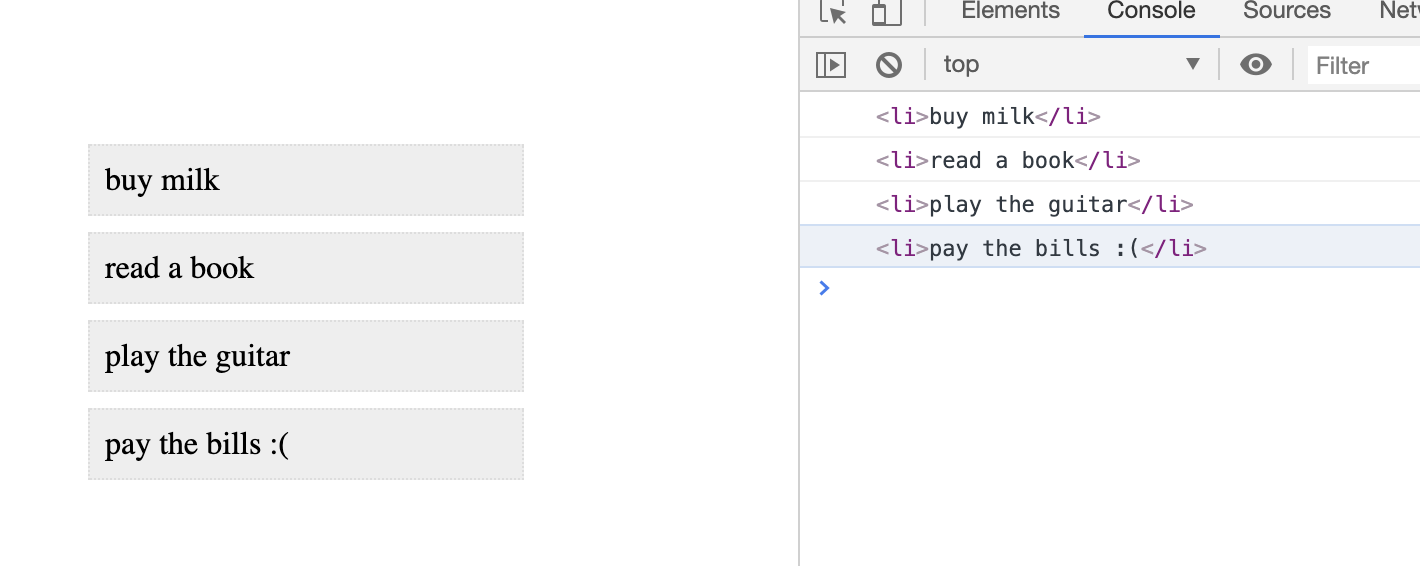 buy milk
read a book
play the guitar
pay the bills :(
Elements Console Sources
top Filter
<li>buy milk</li>
<li>read a book</li>
<li>play the guitar</li>
<li>pay the bills :(</li>
>